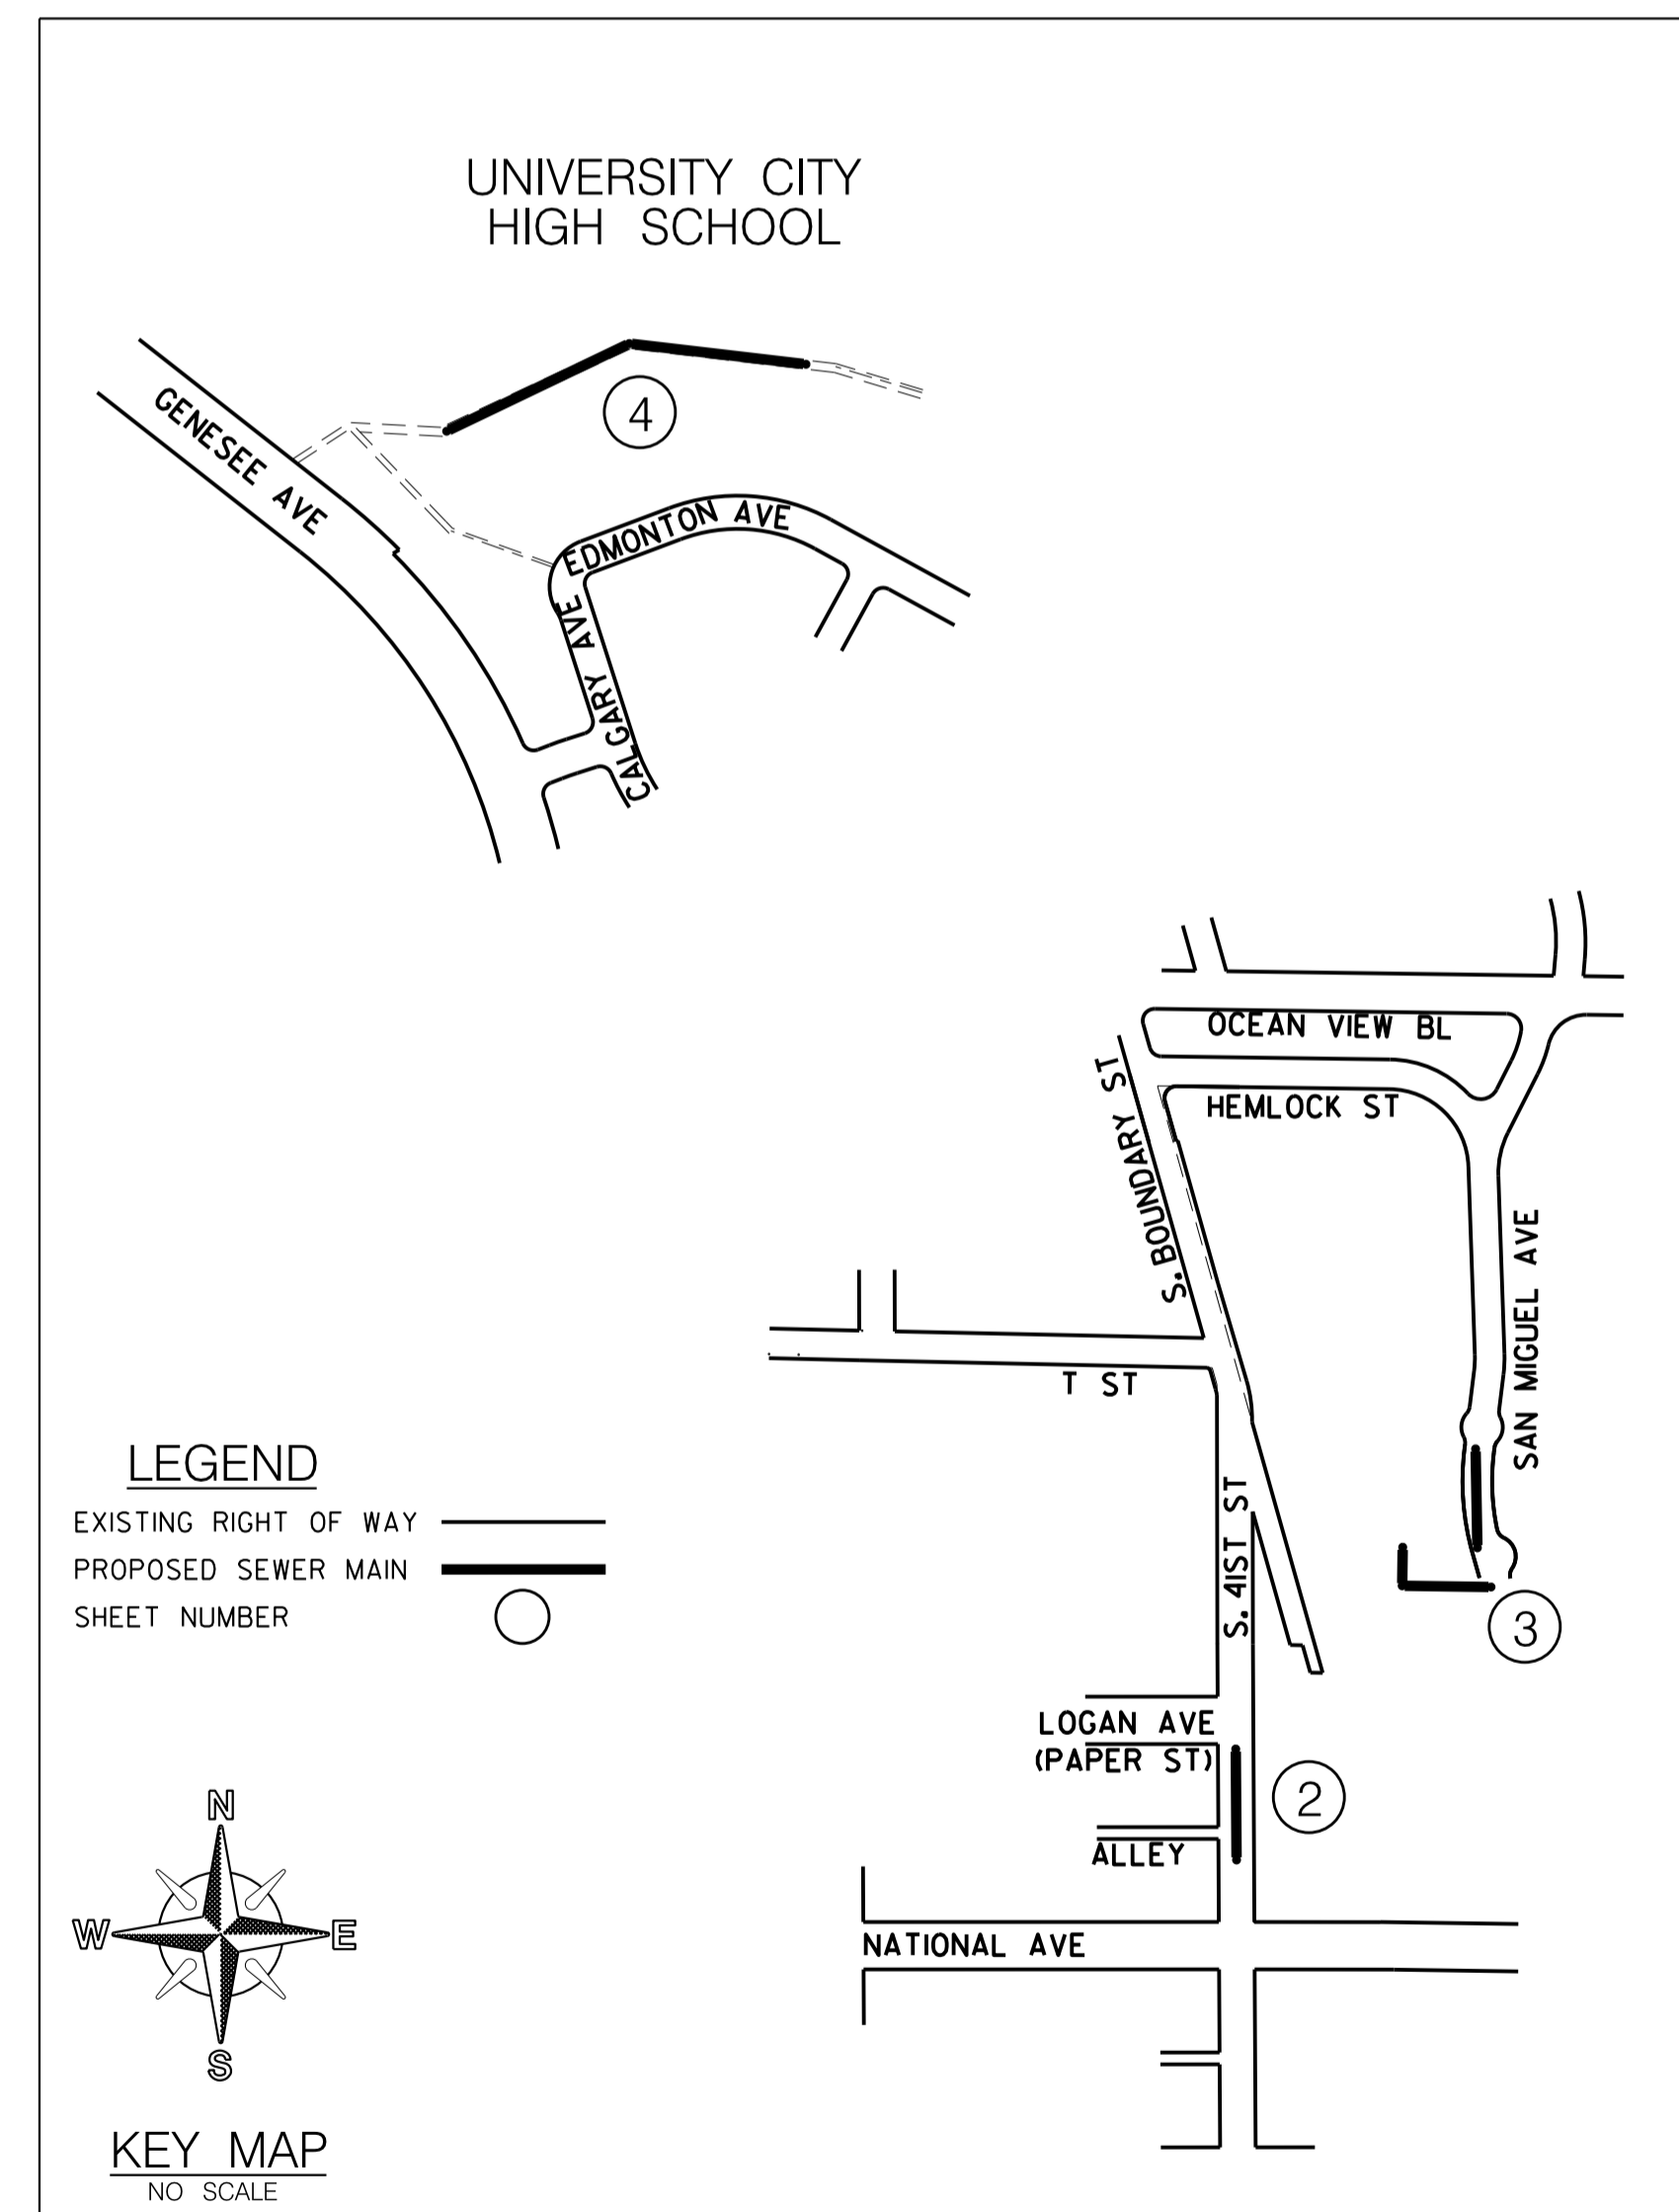 UNIVERSITY CITY
HIGH SCHOOL
GENESEE AVE
4
EDMONTON AVE
CALGARY AVE
OCEAN VIEW BL
HEMLOCK ST
S. BOUNDARY ST
SAN MIGUEL AVE
T ST
S. 41ST ST
3
LOGAN AVE
(PAPER ST)
2
ALLEY
NATIONAL AVE
LEGEND
EXISTING RIGHT OF WAY
PROPOSED SEWER MAIN
SHEET NUMBER
N
W E
S
KEY MAP
NO SCALE